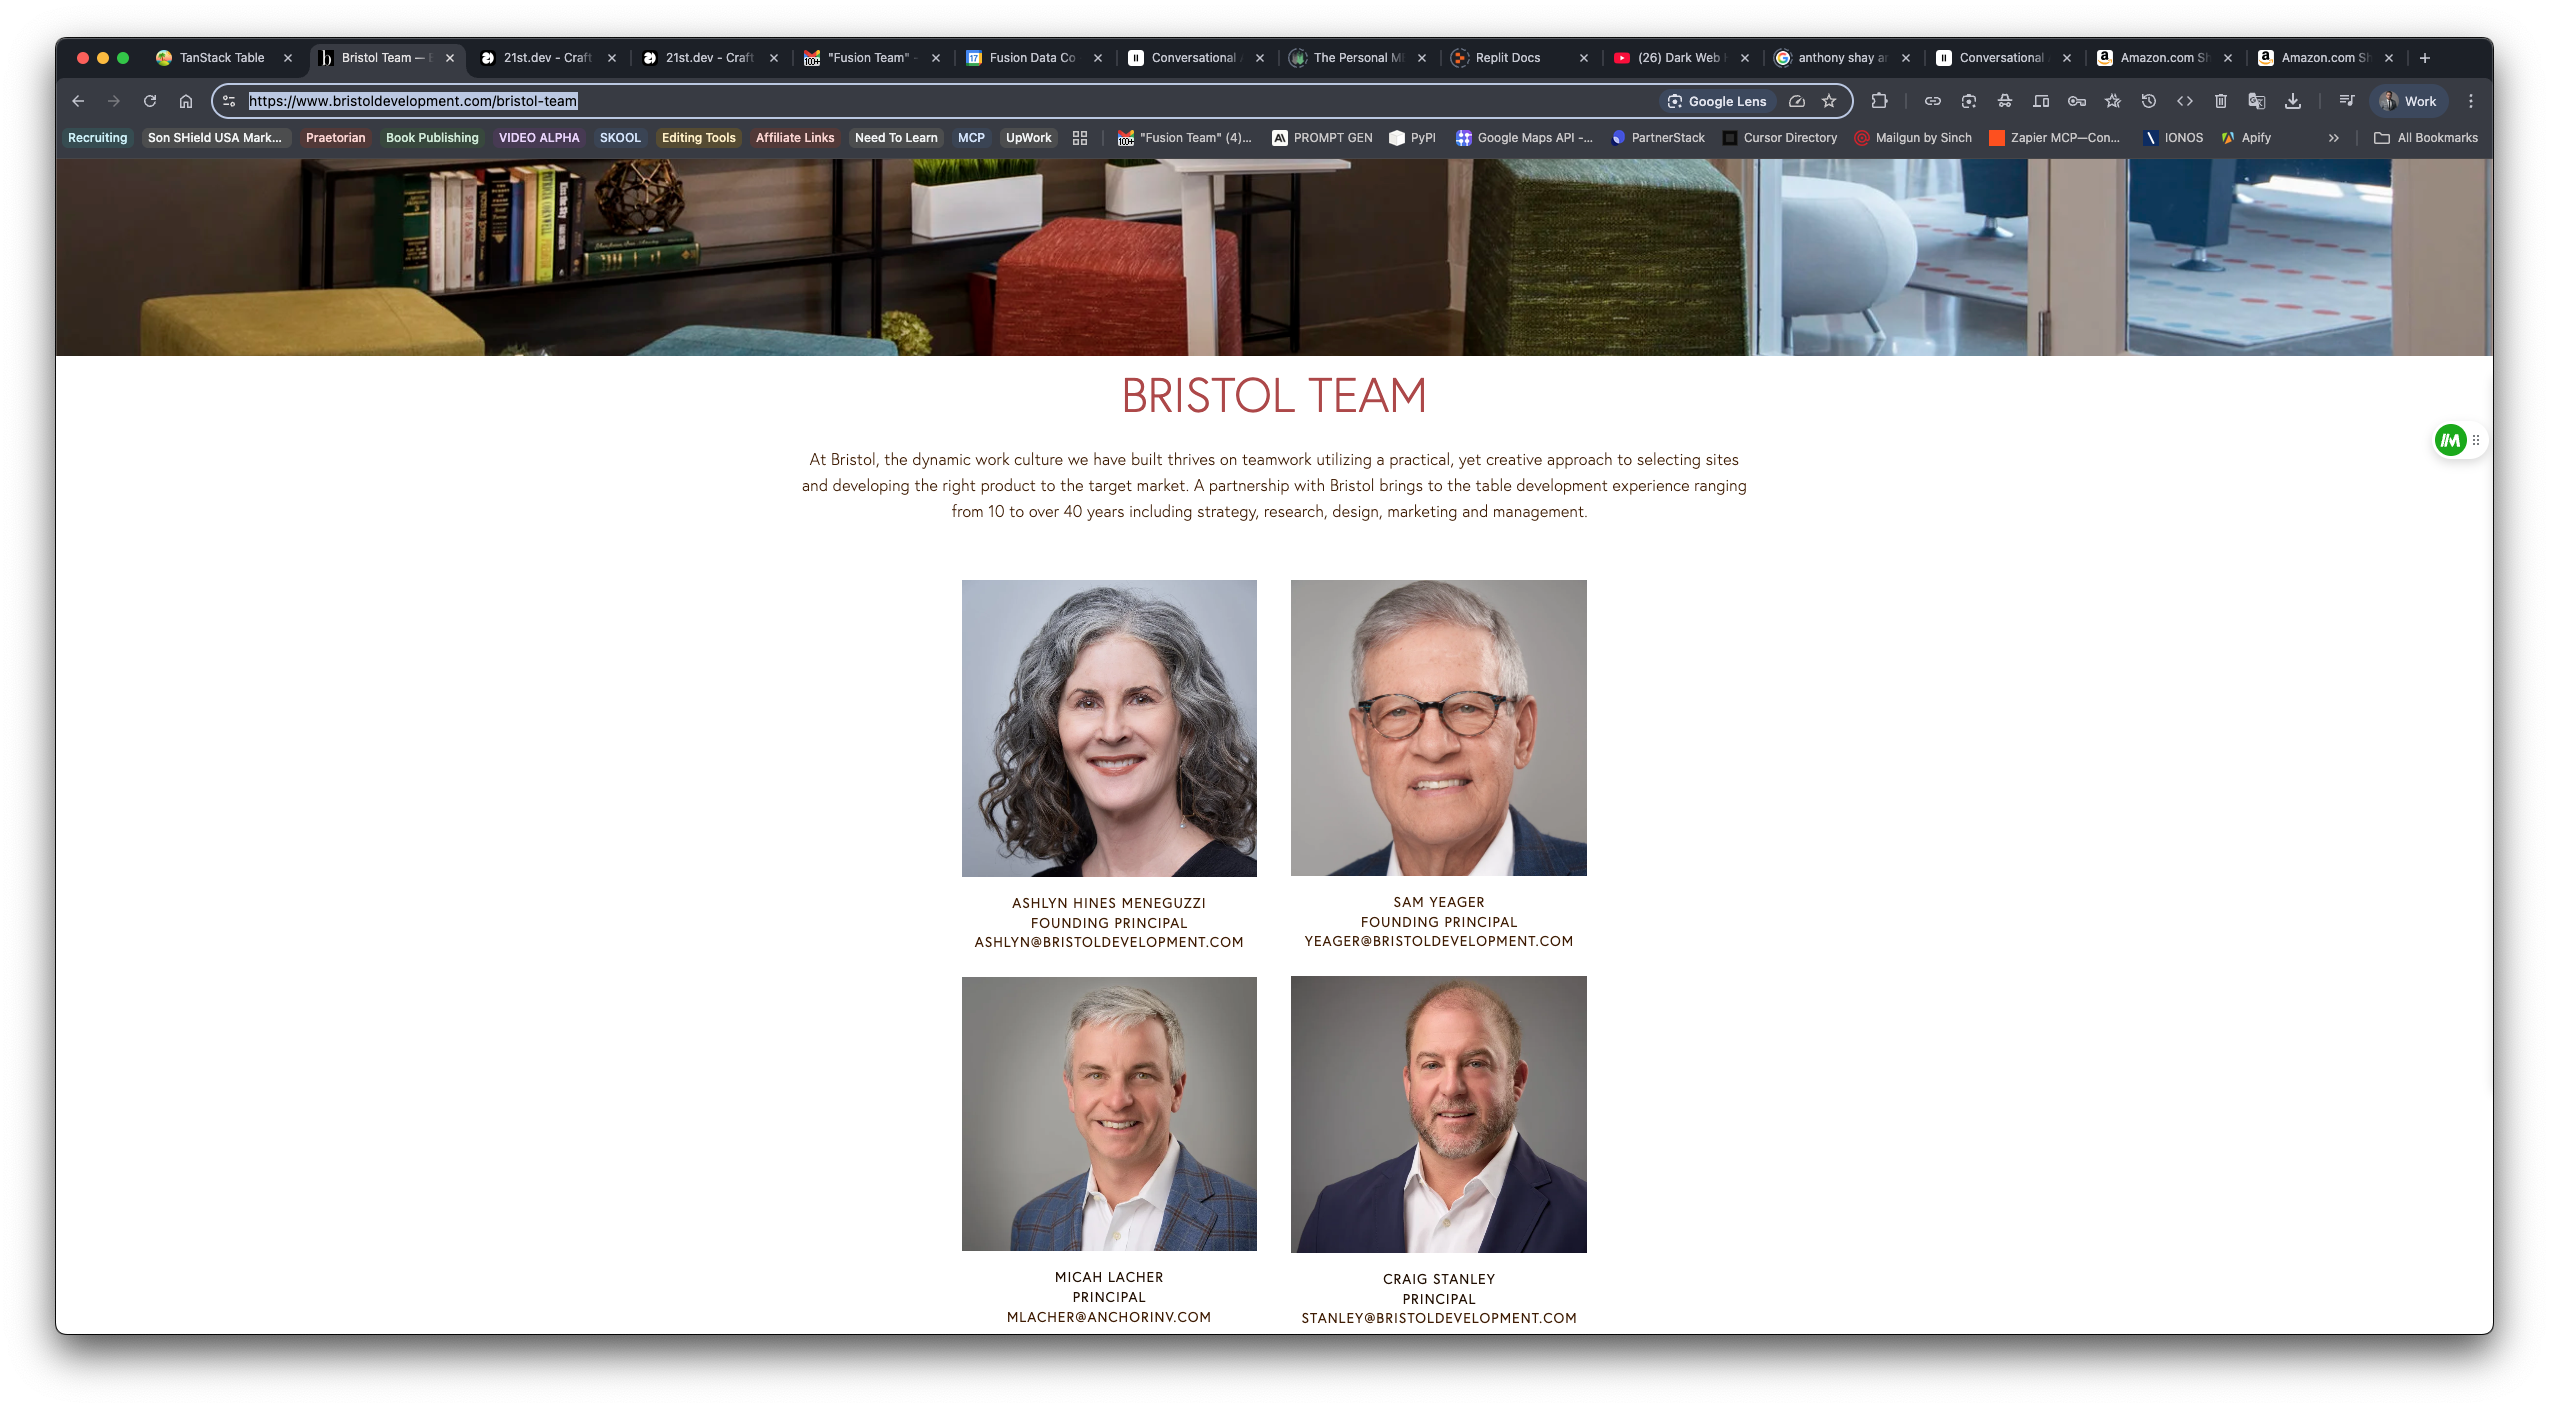 TanStack Table
Bristol Team —
21st.dev - Craft
21st.dev - Craft
"Fusion Team" -
Fusion Data Co
Conversational
The Personal M
Replit Docs
(26) Dark Web
anthony shay ar
Conversational
Amazon.com Sh
Amazon.com Sh
https://www.bristoldevelopment.com/bristol-team
Google Lens
Work
Recruiting
Son SHield USA Mark...
Praetorian
Book Publishing
VIDEO ALPHA
SKOOL
Editing Tools
Affiliate Links
Need To Learn
MCP
UpWork
"Fusion Team" (4)...
PROMPT GEN
PyPI
Google Maps API -...
PartnerStack
Cursor Directory
Mailgun by Sinch
Zapier MCP—Con...
IONOS
Apify
All Bookmarks
BRISTOL TEAM
At Bristol, the dynamic work culture we have built thrives on teamwork utilizing a practical, yet creative approach to selecting sites
and developing the right product to the target market. A partnership with Bristol brings to the table development experience ranging
from 10 to over 40 years including strategy, research, design, marketing and management.
ASHLYN HINES MENEGUZZI
FOUNDING PRINCIPAL
ASHLYN@BRISTOLDEVELOPMENT.COM
SAM YEAGER
FOUNDING PRINCIPAL
YEAGER@BRISTOLDEVELOPMENT.COM
MICAH LACHER
PRINCIPAL
MLACHER@ANCHORINV.COM
CRAIG STANLEY
PRINCIPAL
STANLEY@BRISTOLDEVELOPMENT.COM